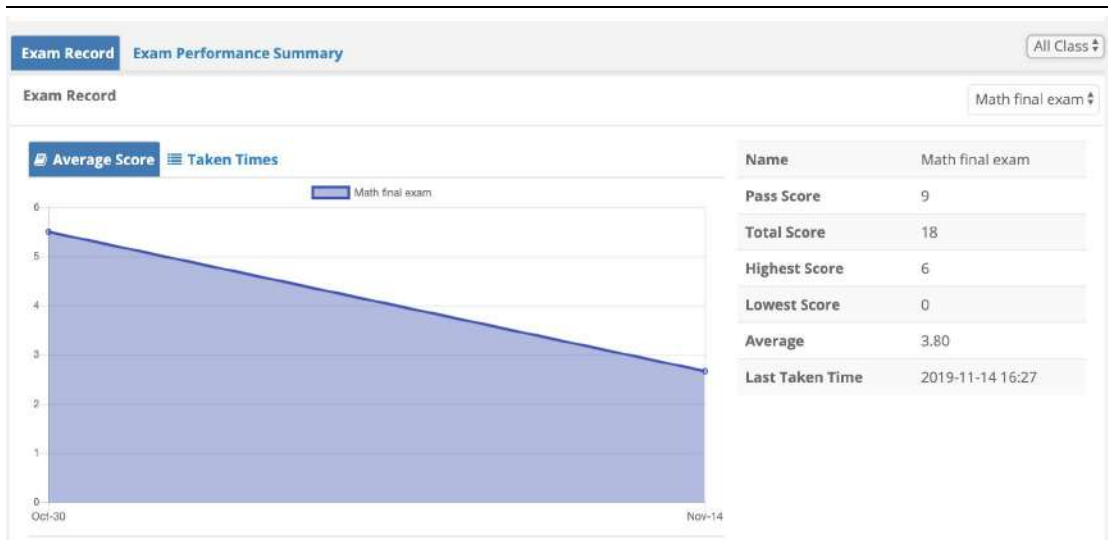 Exam Record Exam Performance Summary All Class
Exam Record Math final exam
Average Score Taken Times
Math final exam
6
5
4
3
2
1
0
Oct-30 Nov-14
Name Math final exam
Pass Score 9
Total Score 18
Highest Score 6
Lowest Score 0
Average 3.80
Last Taken Time 2019-11-14 16:27